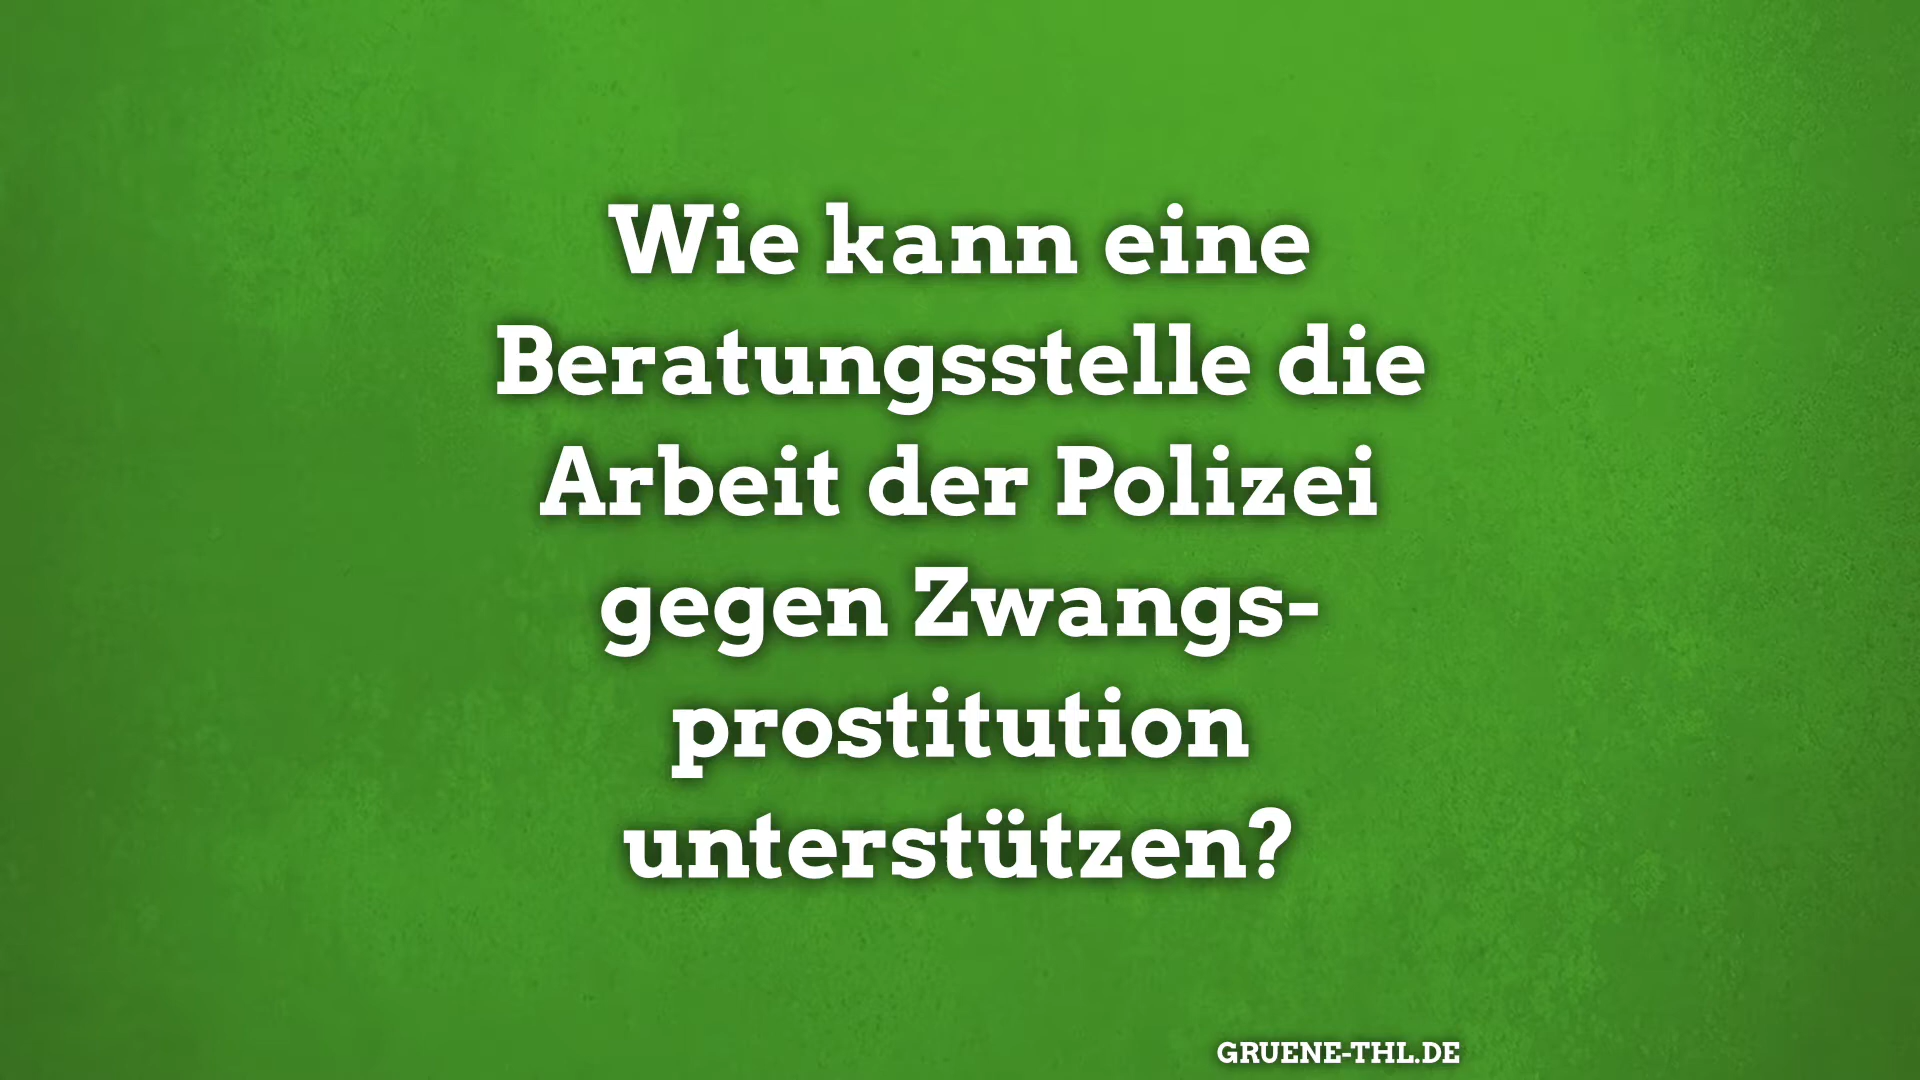 Wie kann eine
Beratungsstelle die
Arbeit der Polizei
gegen Zwangs-
prostitution
unterstützen?
GRUENE-THL.DE